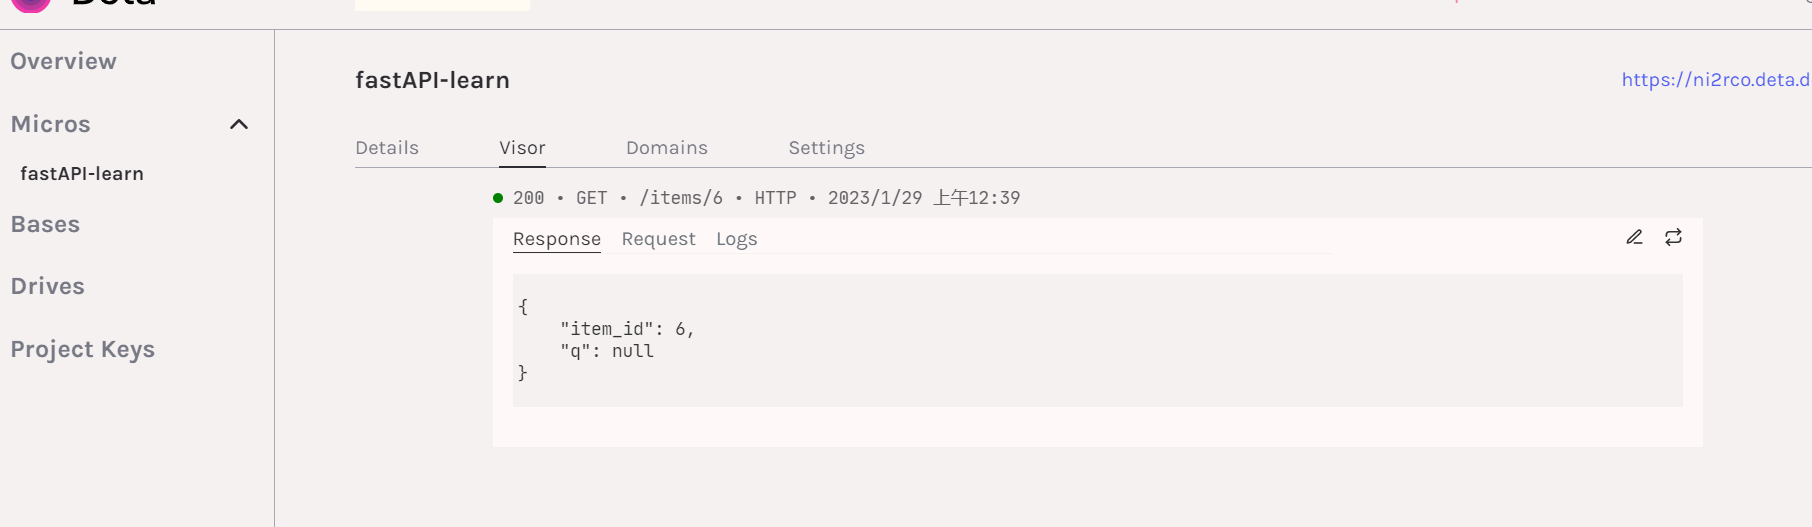 Deta
Overview
Micros
fastAPI-learn
Bases
Drives
Project Keys
fastAPI-learn
https://ni2rco.deta.d
Details Visor Domains Settings
200 • GET • /items/6 • HTTP • 2023/1/29 上午12:39
Response Request Logs
{
"item_id": 6,
"q": null
}